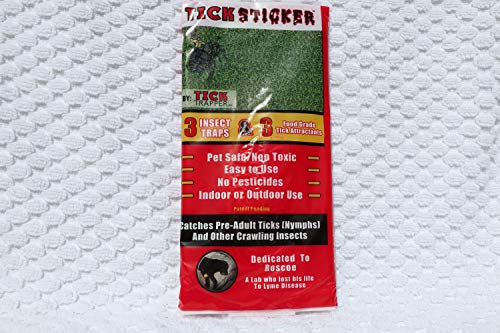 TICK STICKER
BY: TICK
TRAPPER
3 INSECT TRAPS & 3 Food Grade Tick Attractants
Pet Safe/Non Toxic
Easy to Use
No Pesticides
Indoor or Outdoor Use
Patent Pending
Catches Pre-Adult Ticks (Nymphs)
And Other Crawling Insects
Dedicated To
Roscoe
A Lab who lost his life
To Lyme Disease